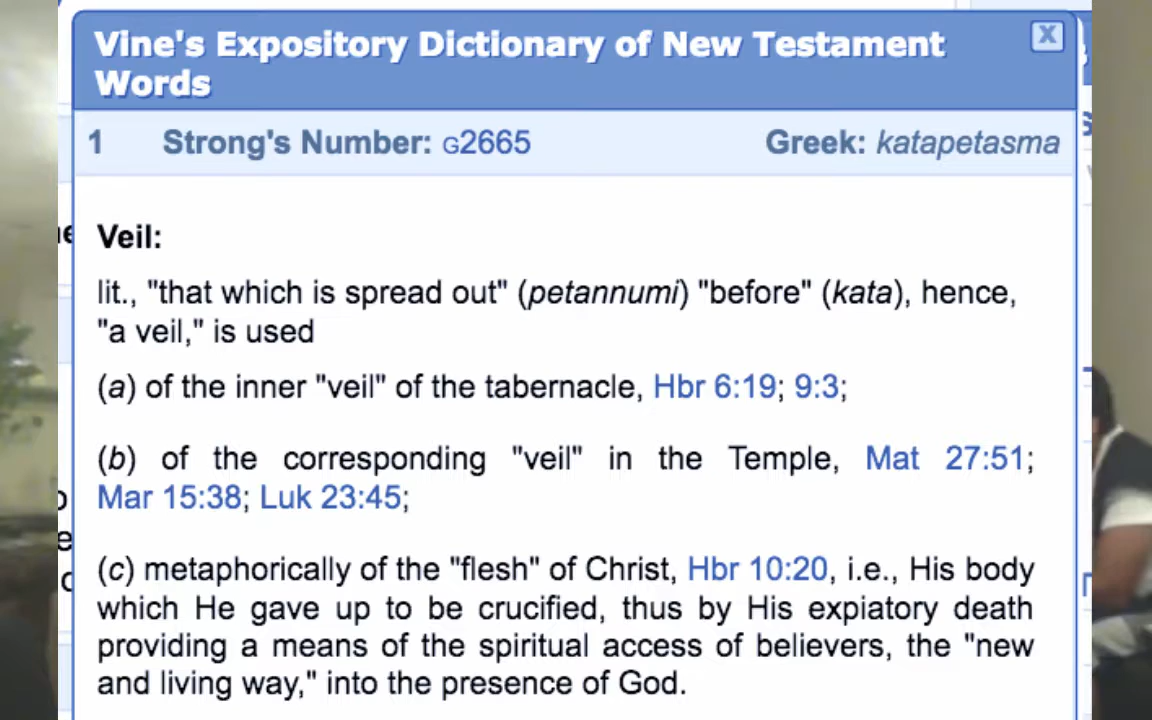 Vine's Expository Dictionary of New Testament
Words
X
1 Strong's Number: G2665 Greek: katapetasma
Veil:
lit., "that which is spread out" (petannumi) "before" (kata), hence,
"a veil," is used
(a) of the inner "veil" of the tabernacle, Hbr 6:19; 9:3;
(b) of the corresponding "veil" in the Temple, Mat 27:51;
Mar 15:38; Luk 23:45;
(c) metaphorically of the "flesh" of Christ, Hbr 10:20, i.e., His body
which He gave up to be crucified, thus by His expiatory death
providing a means of the spiritual access of believers, the "new
and living way," into the presence of God.